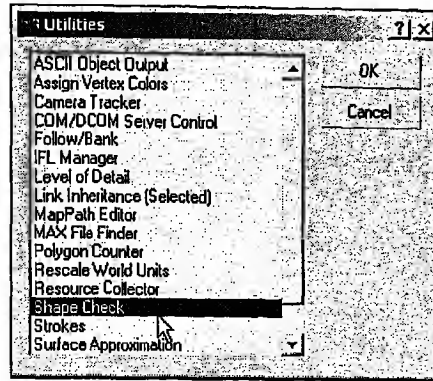 Utilities
ASCII Object Output
Assign Vertex Colors
Camera Tracker
COM/DCOM Server Control
Follow/Bank
IFL Manager
Level of Detail
Link Inheritance (Selected)
MapPath Editor
MAX File Finder
Polygon Counter
Rescale World Units
Resource Collector
Shape Check
Strokes
Surface Approximation
OK
Cancel